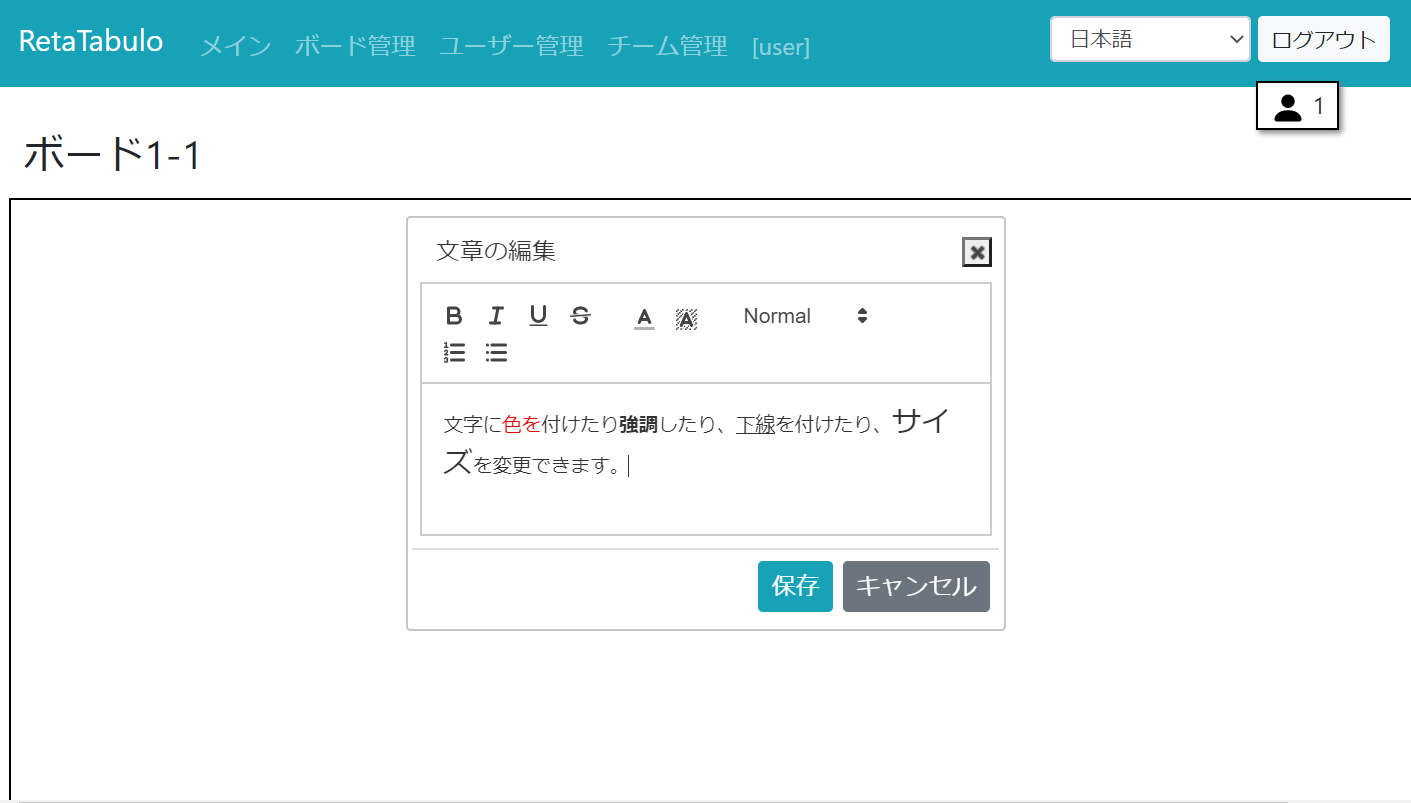 RetaTabulo メイン ボード管理 ユーザー管理 チーム管理 [user] 日本語 ログアウト
1
ボード1-1
文章の編集
B I U S A A Normal
文字に色を付けたり強調したり、下線を付けたり、サイ
ズを変更できます。
保存 キャンセル